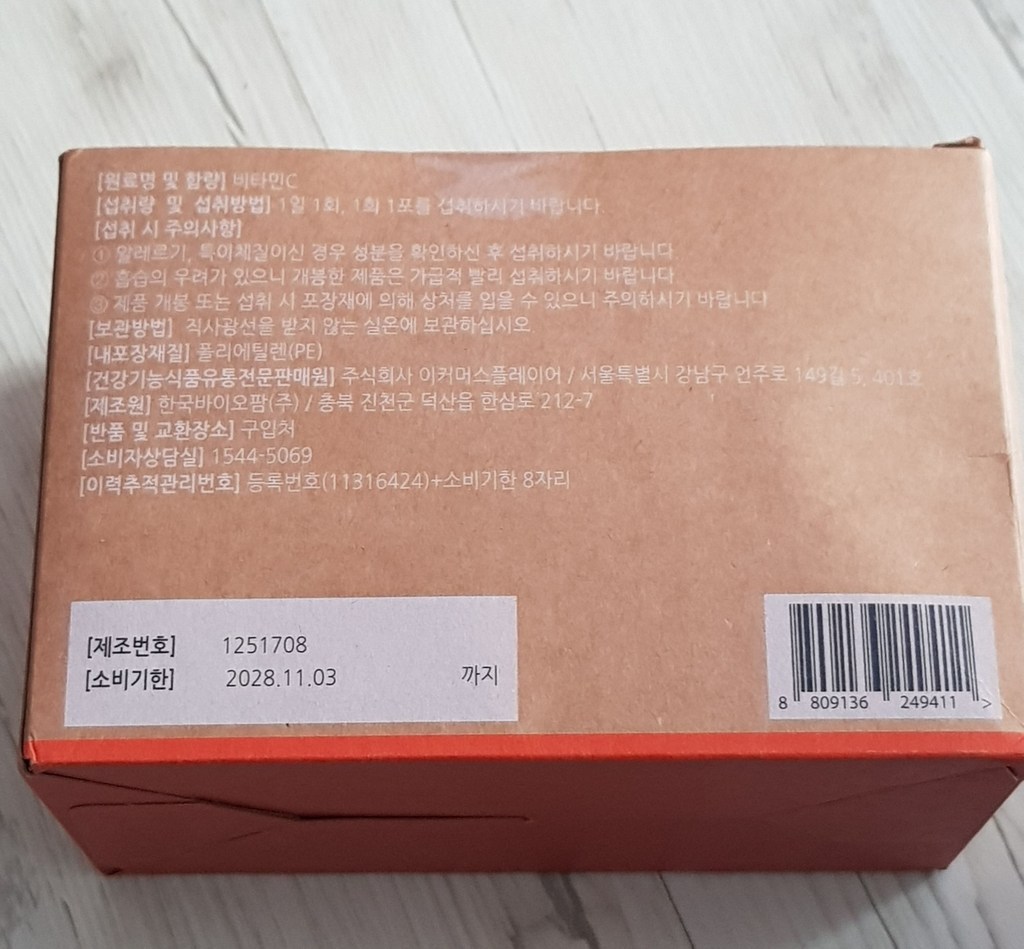 [원료명 및 함량] 비타민C
[섭취량 및 섭취방법] 1일 1회, 1회 1포를 섭취하시기 바랍니다
[섭취 시 주의사항]
① 알레르기, 특이체질이신 경우 성분을 확인하신 후 섭취하시기 바랍니다
② 흡습의 우려가 있으니 개봉한 제품은 가급적 빨리 섭취하시기 바랍니다
③ 제품 개봉 또는 섭취 시 포장재에 의해 상처를 입을 수 있으니 주의하시기 바랍니다
[보관방법] 직사광선을 받지 않는 실온에 보관하십시오
[내포장재질] 폴리에틸렌(PE)
[건강기능식품유통전문판매원] 주식회사 이커머스플레이어 / 서울특별시 강남구 언주로 149길 5, 401호
[제조원] 한국바이오팜(주) / 충북 진천군 덕산읍 한삼로 212-7
[반품 및 교환장소] 구입처
[소비자상담실] 1544-5069
[이력추적관리번호] 등록번호(11316424)+소비기한 8자리
[제조번호] 1251708
[소비기한] 2028.11.03 까지
8 809136 249411 >